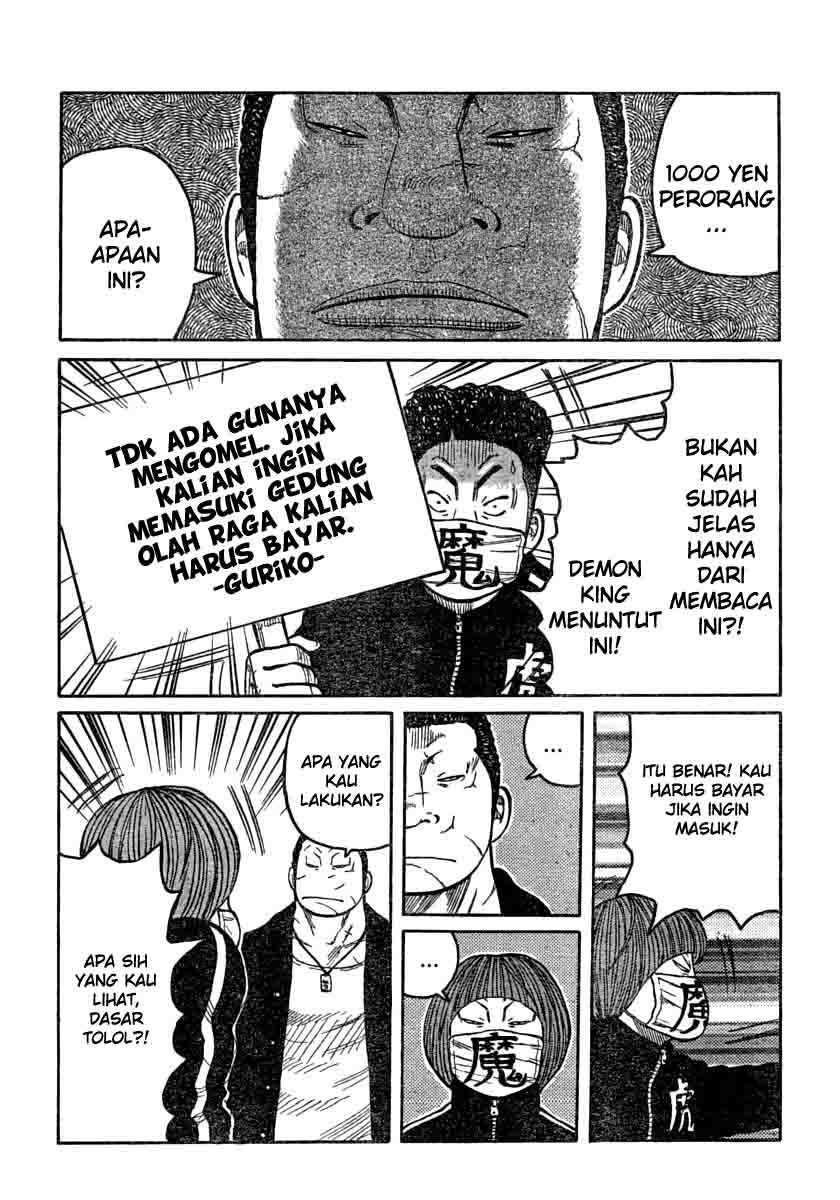 1000 YEN
PERORANG
...
APA-
APAAN
INI?
BUKAN
KAH
SUDAH
JELAS
HANYA
DARI
MEMBACA
INI?!
DEMON
KING
MENUNTUT
INI!
TDK ADA GUNANYA
MENGOMEL. JIKA
KALIAN INGIN
MEMASUKI GEDUNG
OLAH RAGA KALIAN
HARUS BAYAR.
-GURIKO-
魔
虎
ITU BENAR! KAU
HARUS BAYAR
JIKA INGIN
MASUK!
魔
虎
...
...
魔
APA YANG
KAU
LAKUKAN?
APA SIH
YANG KAU
LIHAT,
DASAR
TOLOL?!